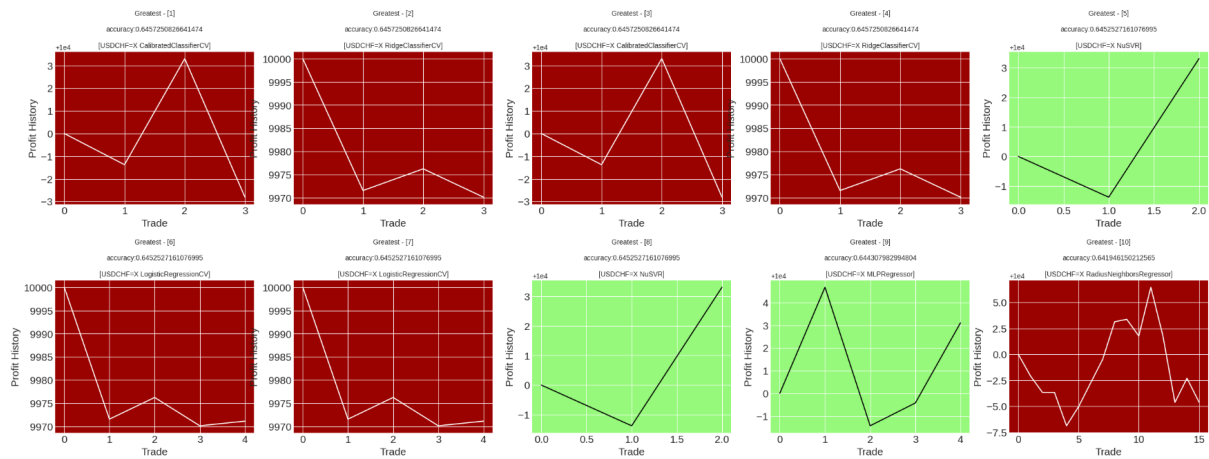 Greatest - [1]
accuracy:0.6457250826641474
[USDCHF=X CalibratedClassifierCV]
+1e4
3
2
1
0
−1
−2
−3
0 1 2 3
Profit History
Trade
Greatest - [2]
accuracy:0.6457250826641474
[USDCHF=X RidgeClassifierCV]
10000
9995
9990
9985
9980
9975
9970
0 1 2 3
Profit History
Trade
Greatest - [3]
accuracy:0.6457250826641474
[USDCHF=X CalibratedClassifierCV]
+1e4
3
2
1
0
−1
−2
−3
0 1 2 3
Profit History
Trade
Greatest - [4]
accuracy:0.6457250826641474
[USDCHF=X RidgeClassifierCV]
10000
9995
9990
9985
9980
9975
9970
0 1 2 3
Profit History
Trade
Greatest - [5]
accuracy:0.6452527161076995
[USDCHF=X NuSVR]
+1e4
3
2
1
0
−1
0.0 0.5 1.0 1.5 2.0
Profit History
Trade
Greatest - [6]
accuracy:0.6452527161076995
[USDCHF=X LogisticRegressionCV]
10000
9995
9990
9985
9980
9975
9970
0 1 2 3 4
Profit History
Trade
Greatest - [7]
accuracy:0.6452527161076995
[USDCHF=X LogisticRegressionCV]
10000
9995
9990
9985
9980
9975
9970
0 1 2 3 4
Profit History
Trade
Greatest - [8]
accuracy:0.6452527161076995
[USDCHF=X NuSVR]
+1e4
3
2
1
0
−1
0.0 0.5 1.0 1.5 2.0
Profit History
Trade
Greatest - [9]
accuracy:0.644307982994804
[USDCHF=X MLPRegressor]
+1e4
4
3
2
1
0
−1
0 1 2 3 4
Profit History
Trade
Greatest - [10]
accuracy:0.641946150212565
[USDCHF=X RadiusNeighborsRegressor]
+1e4
5.0
2.5
0.0
−2.5
−5.0
−7.5
0 5 10 15
Profit History
Trade